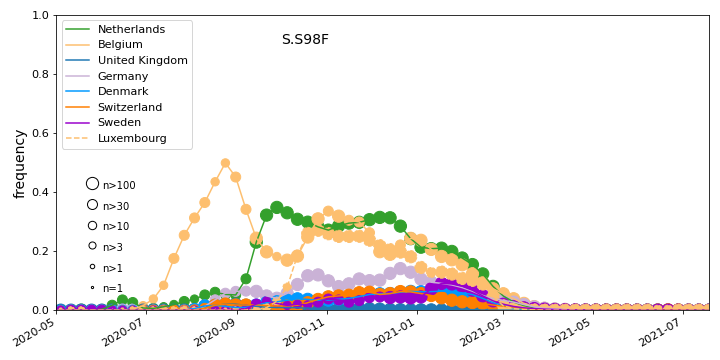 S.S98F
Netherlands
Belgium
United Kingdom
Germany
Denmark
Switzerland
Sweden
Luxembourg
n>100
n>30
n>10
n>3
n>1
n=1
frequency
1.0
0.8
0.6
0.4
0.2
0.0
2020-05
2020-07
2020-09
2020-11
2021-01
2021-03
2021-05
2021-07